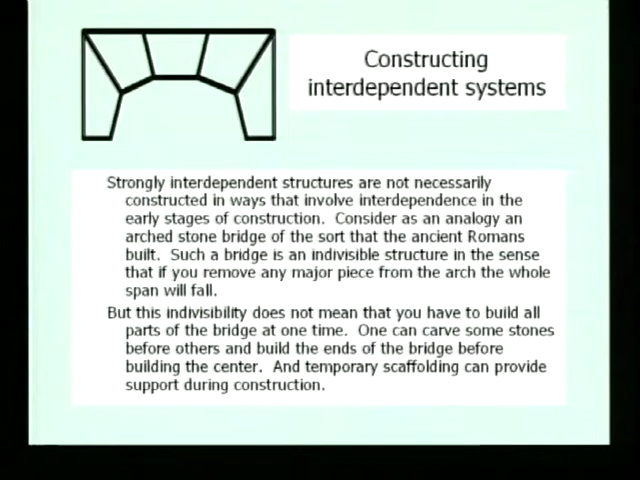 Constructing
interdependent systems
Strongly interdependent structures are not necessarily
constructed in ways that involve interdependence in the
early stages of construction. Consider as an analogy an
arched stone bridge of the sort that the ancient Romans
built. Such a bridge is an indivisible structure in the sense
that if you remove any major piece from the arch the whole
span will fall.
But this indivisibility does not mean that you have to build all
parts of the bridge at one time. One can carve some stones
before others and build the ends of the bridge before
building the center. And temporary scaffolding can provide
support during construction.